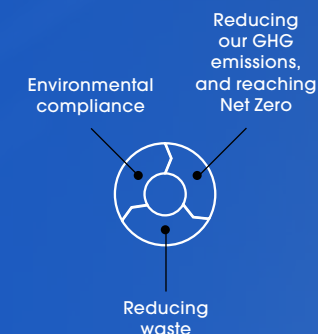 Reducing
our GHG
emissions,
and reaching
Net Zero
Environmental
compliance
Reducing
waste